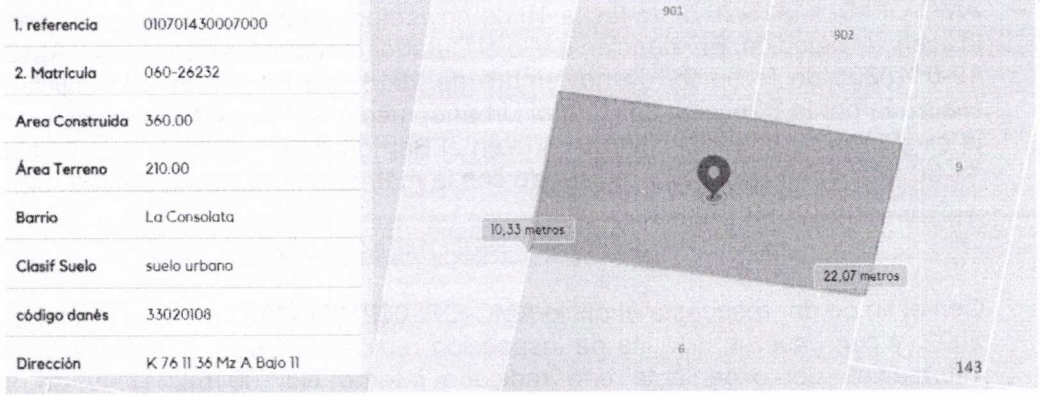 1. referencia 010701430007000
2. Matrícula 060-26232
Area Construida 360.00
Área Terreno 210.00
Barrio La Consolata
Clasif Suelo suelo urbano
código danés 33020108
Dirección K 76 11 36 Mz A Bajo 11
901
902
9
10,33 metros
22,07 metros
6
143